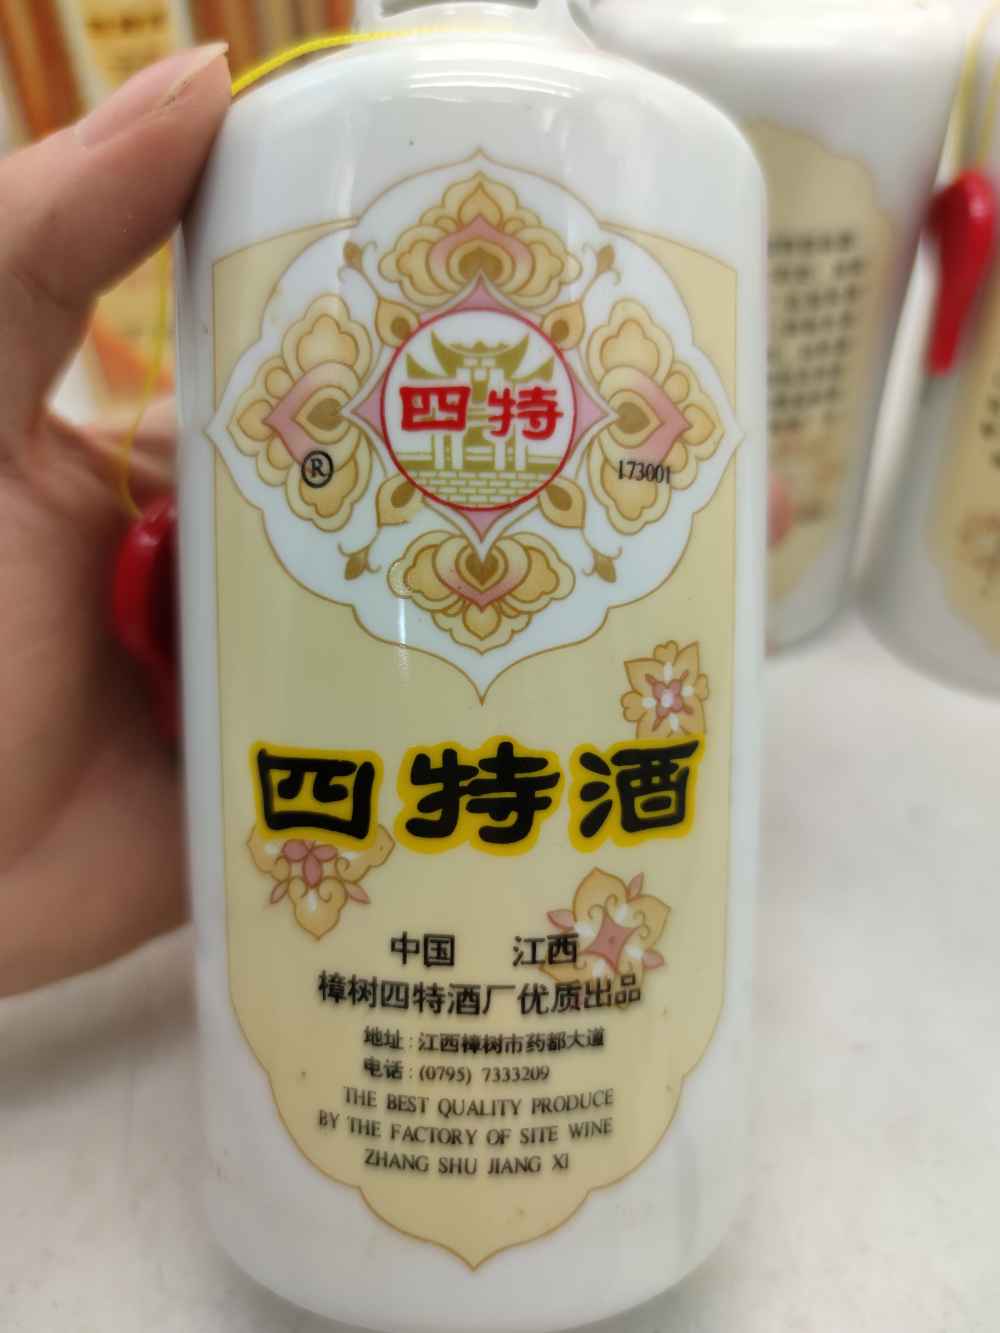 四特
®
173001
四特酒
中国 江西
樟树四特酒厂优质出品
地址:江西樟树市药都大道
电话:(0795) 7333209
THE BEST QUALITY PRODUCE
BY THE FACTORY OF SITE WINE
ZHANG SHU JIANG XI